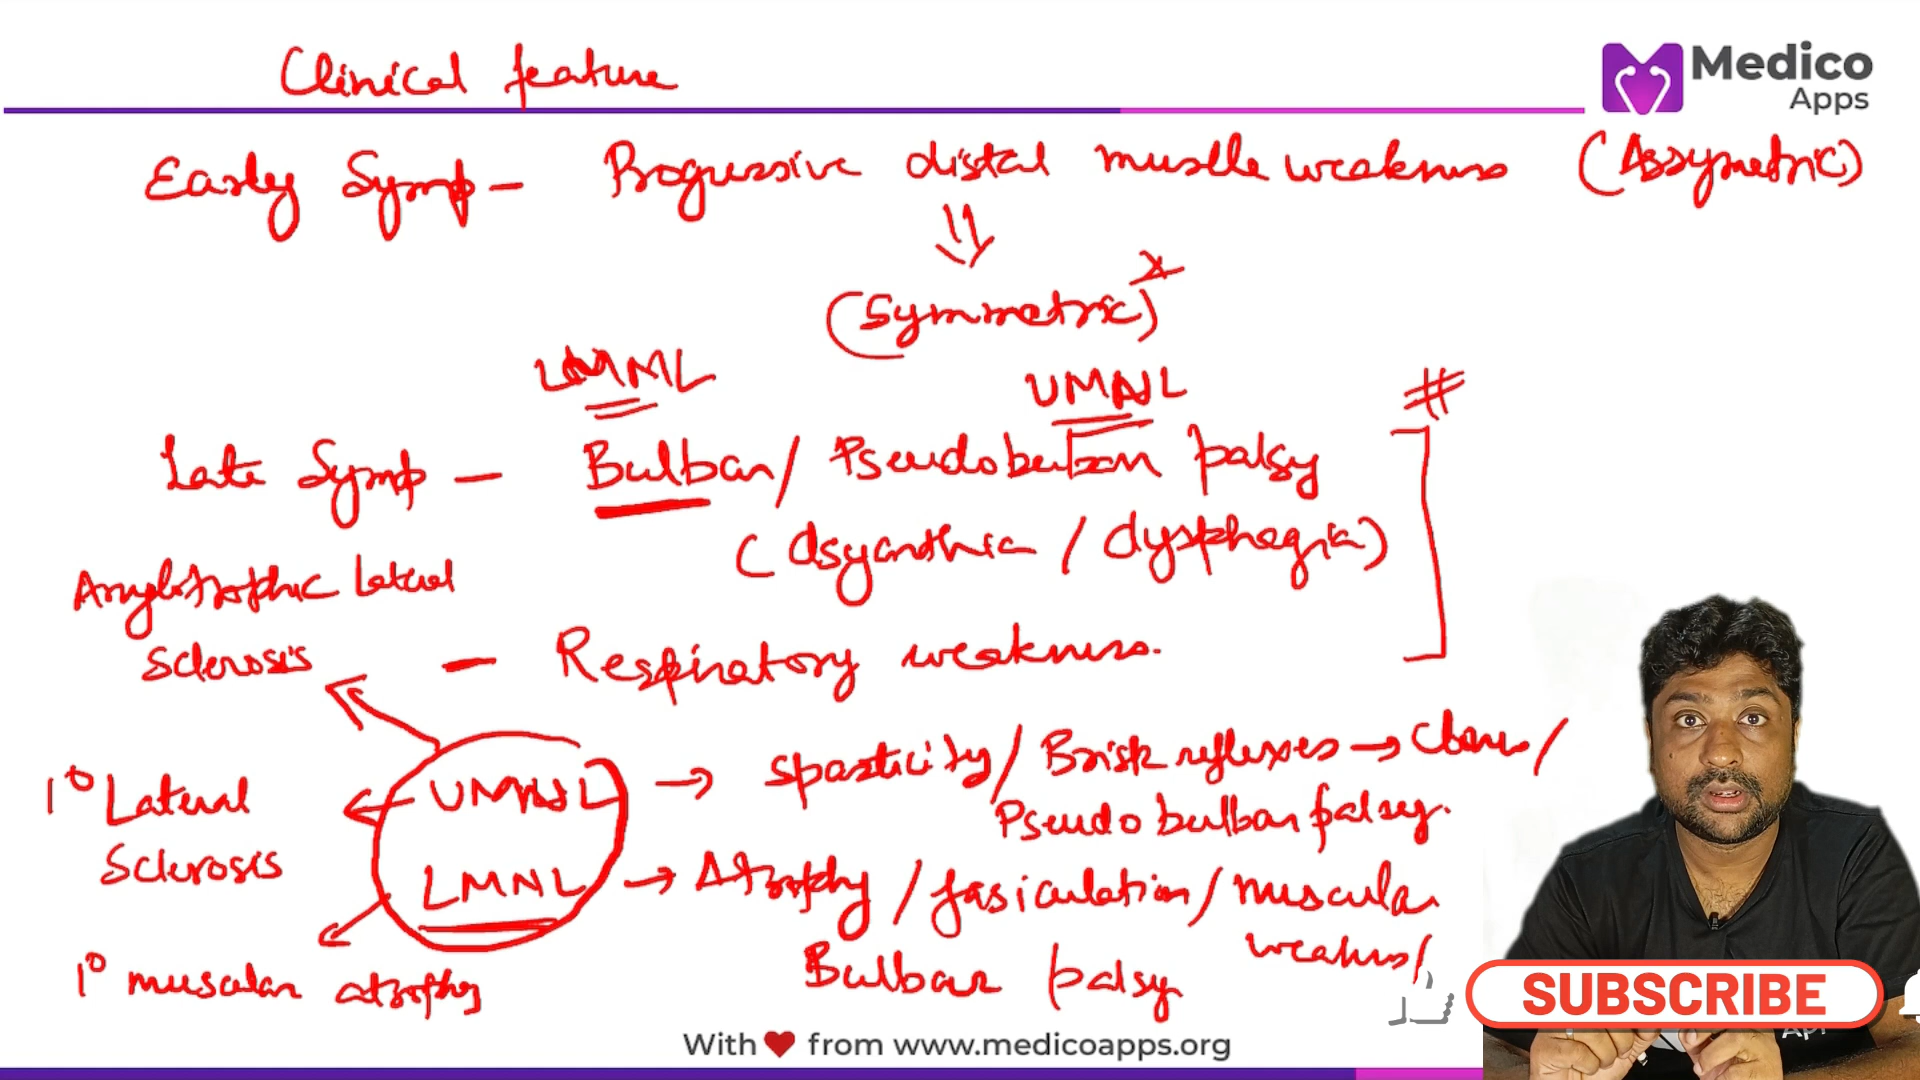 Clinical feature
Medico
Apps
Early Symp - Progressive distal muscle weakness (Assymetric)
(Symmetric)
LMNL UMNL #
Late Symp - Bulbar / Pseudobulbar palsy
(dsyarthria / dysphagia)
Amylotrophic Lateral
Sclerosis
- Respiratory weakness.
1° Lateral
Sclerosis
UMNL → spasticity / Brisk reflexes → clonus /
Pseudo bulbar palsy.
LMNL → Atrophy / fasiculation / muscular
weakness /
Bulbar palsy
1° muscular atrophy
SUBSCRIBE
With ❤ from www.medicoapps.org